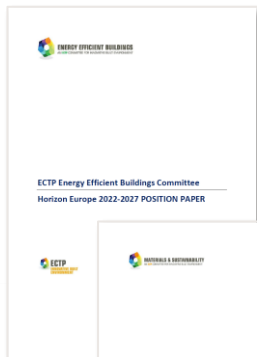 ENERGY EFFICIENT BUILDINGS
ECTP Energy Efficient Buildings Committee
Horizon Europe 2022-2027 POSITION PAPER
ECTP
MATERIALS & SUSTAINABILITY